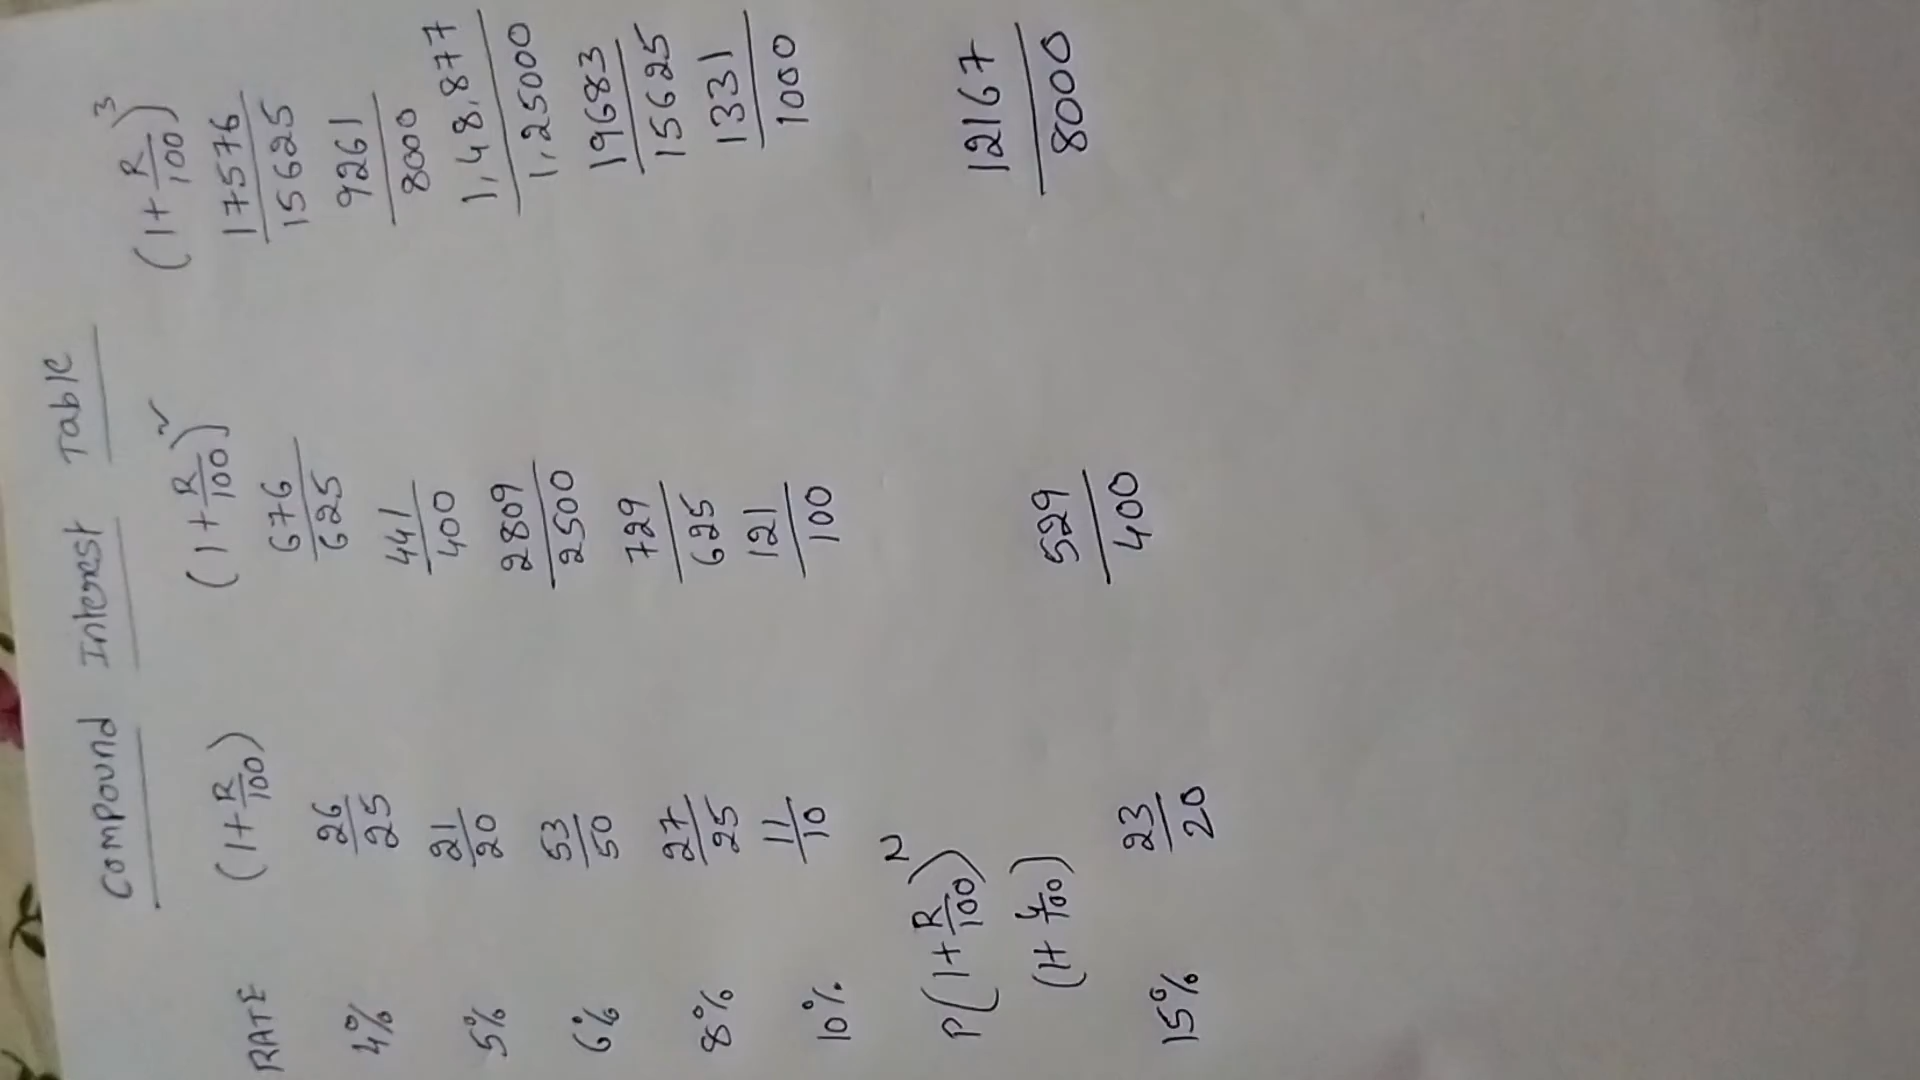 Compound Interest Table
RATE (1+R/100) (1+R/100)² (1+R/100)³
4% 26/25 676/625 17576/15625
5% 21/20 441/400 9261/8000
6% 53/50 2809/2500 1,48,877/1,25000
8% 27/25 729/625 19683/15625
10% 11/10 121/100 1331/1000
P(1+R/100)^N
(1+4/100)
15% 23/20 529/400 12167/8000